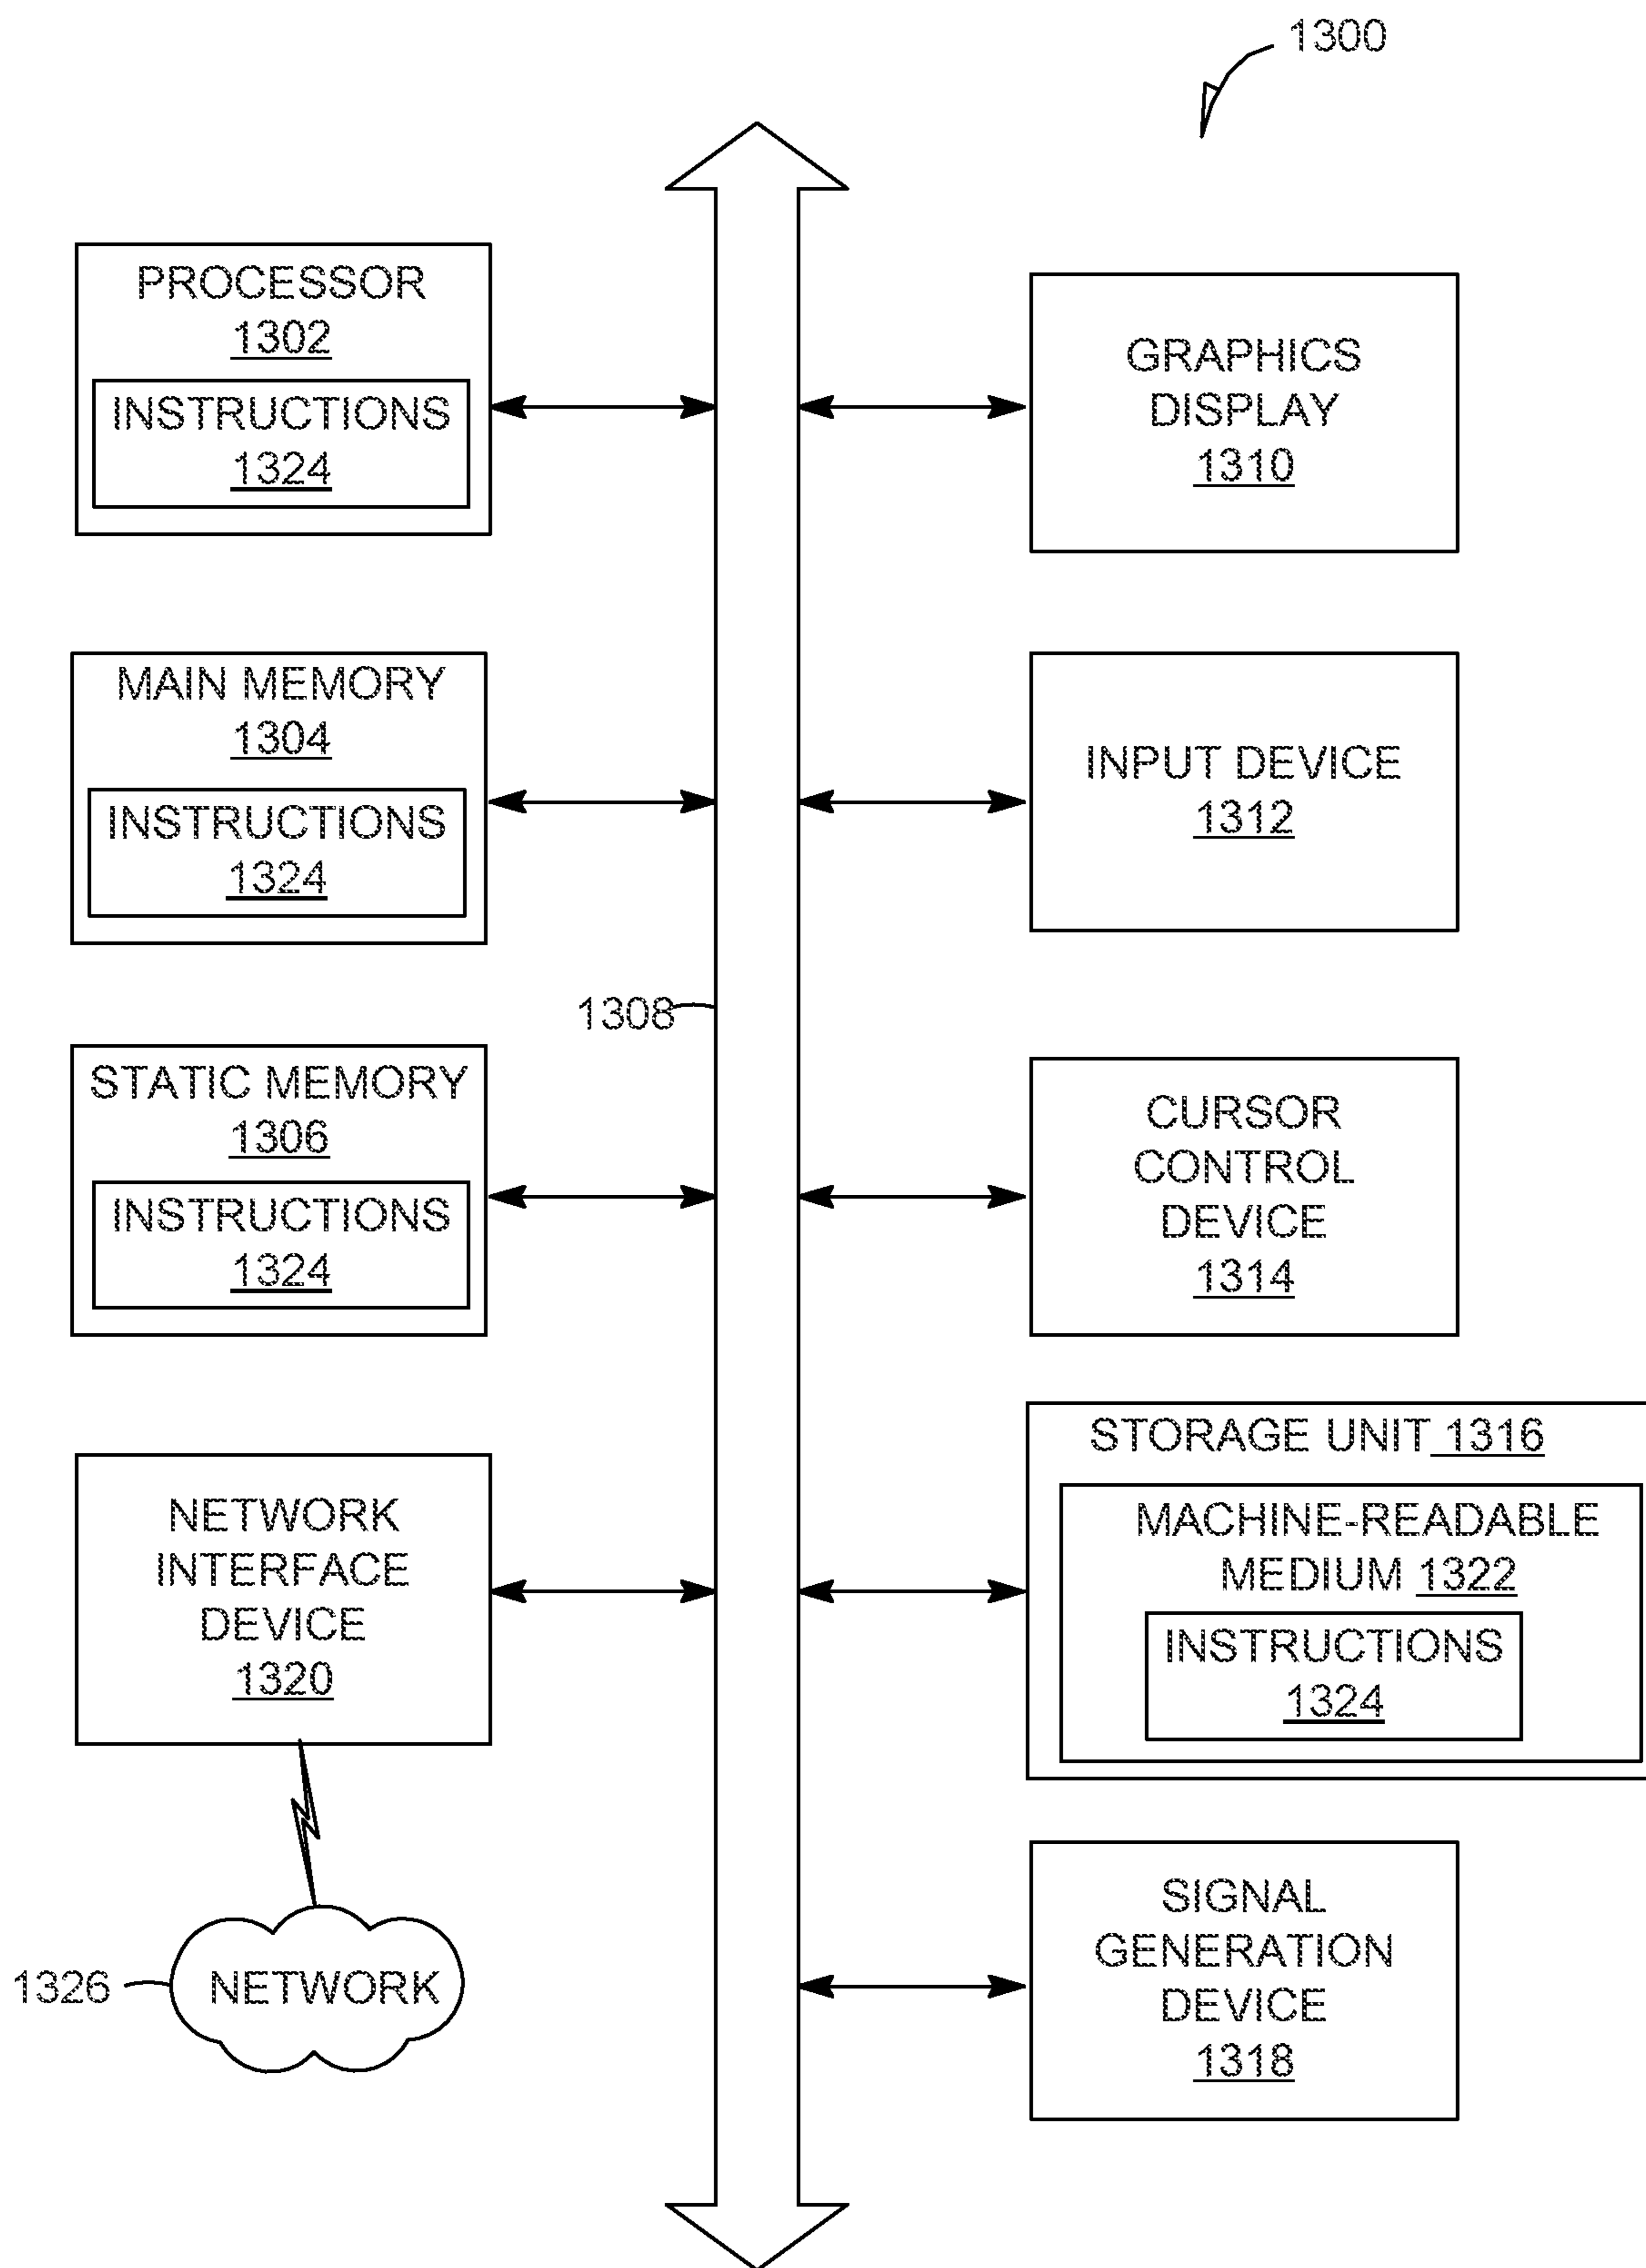 1300
PROCESSOR
1302
INSTRUCTIONS
1324
GRAPHICS
DISPLAY
1310
MAIN MEMORY
1304
INSTRUCTIONS
1324
INPUT DEVICE
1312
1308
STATIC MEMORY
1306
INSTRUCTIONS
1324
CURSOR
CONTROL
DEVICE
1314
NETWORK
INTERFACE
DEVICE
1320
STORAGE UNIT 1316
MACHINE-READABLE
MEDIUM 1322
INSTRUCTIONS
1324
1326
NETWORK
SIGNAL
GENERATION
DEVICE
1318